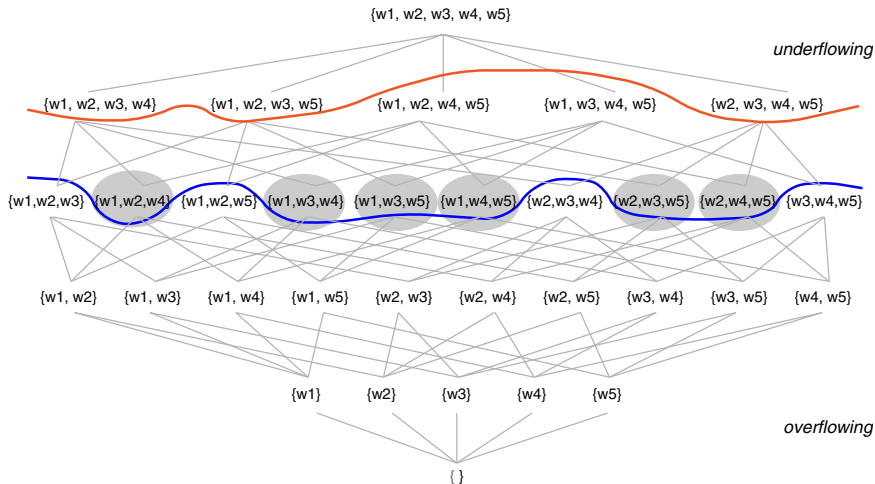 {w1, w2, w3, w4, w5}
underflowing
{w1, w2, w3, w4} {w1, w2, w3, w5} {w1, w2, w4, w5} {w1, w3, w4, w5} {w2, w3, w4, w5}
{w1,w2,w3} {w1,w2,w4} {w1,w2,w5} {w1,w3,w4} {w1,w3,w5} {w1,w4,w5} {w2,w3,w4} {w2,w3,w5} {w2,w4,w5} {w3,w4,w5}
{w1, w2} {w1, w3} {w1, w4} {w1, w5} {w2, w3} {w2, w4} {w2, w5} {w3, w4} {w3, w5} {w4, w5}
{w1} {w2} {w3} {w4} {w5}
overflowing
{ }